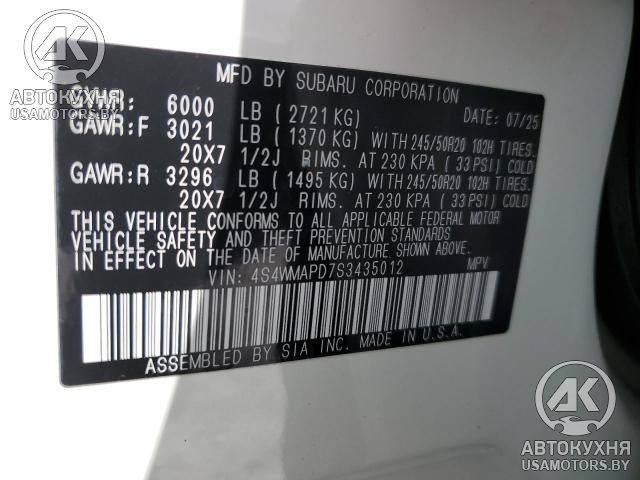 MFD BY SUBARU CORPORATION
GVWR: 6000 LB (2721 KG) DATE: 07/25
GAWR:F 3021 LB (1370 KG) WITH 245/50R20 102H TIRES.
20X7 1/2J RIMS. AT 230 KPA (33 PSI) COLD
GAWR:R 3296 LB (1495 KG) WITH 245/50R20 102H TIRES.
20X7 1/2J RIMS. AT 230 KPA (33 PSI) COLD
THIS VEHICLE CONFORMS TO ALL APPLICABLE FEDERAL MOTOR
VEHICLE SAFETY AND THEFT PREVENTION STANDARDS
IN EFFECT ON THE DATE OF MANUFACTURE SHOWN ABOVE.
VIN: 4S4WMAPD7S3435012 MPV
ASSEMBLED BY SIA INC. MADE IN U.S.A.
АК
АВТОКУХНЯ
USAMOTORS.BY
АК
АВТОКУХНЯ
USAMOTORS.BY